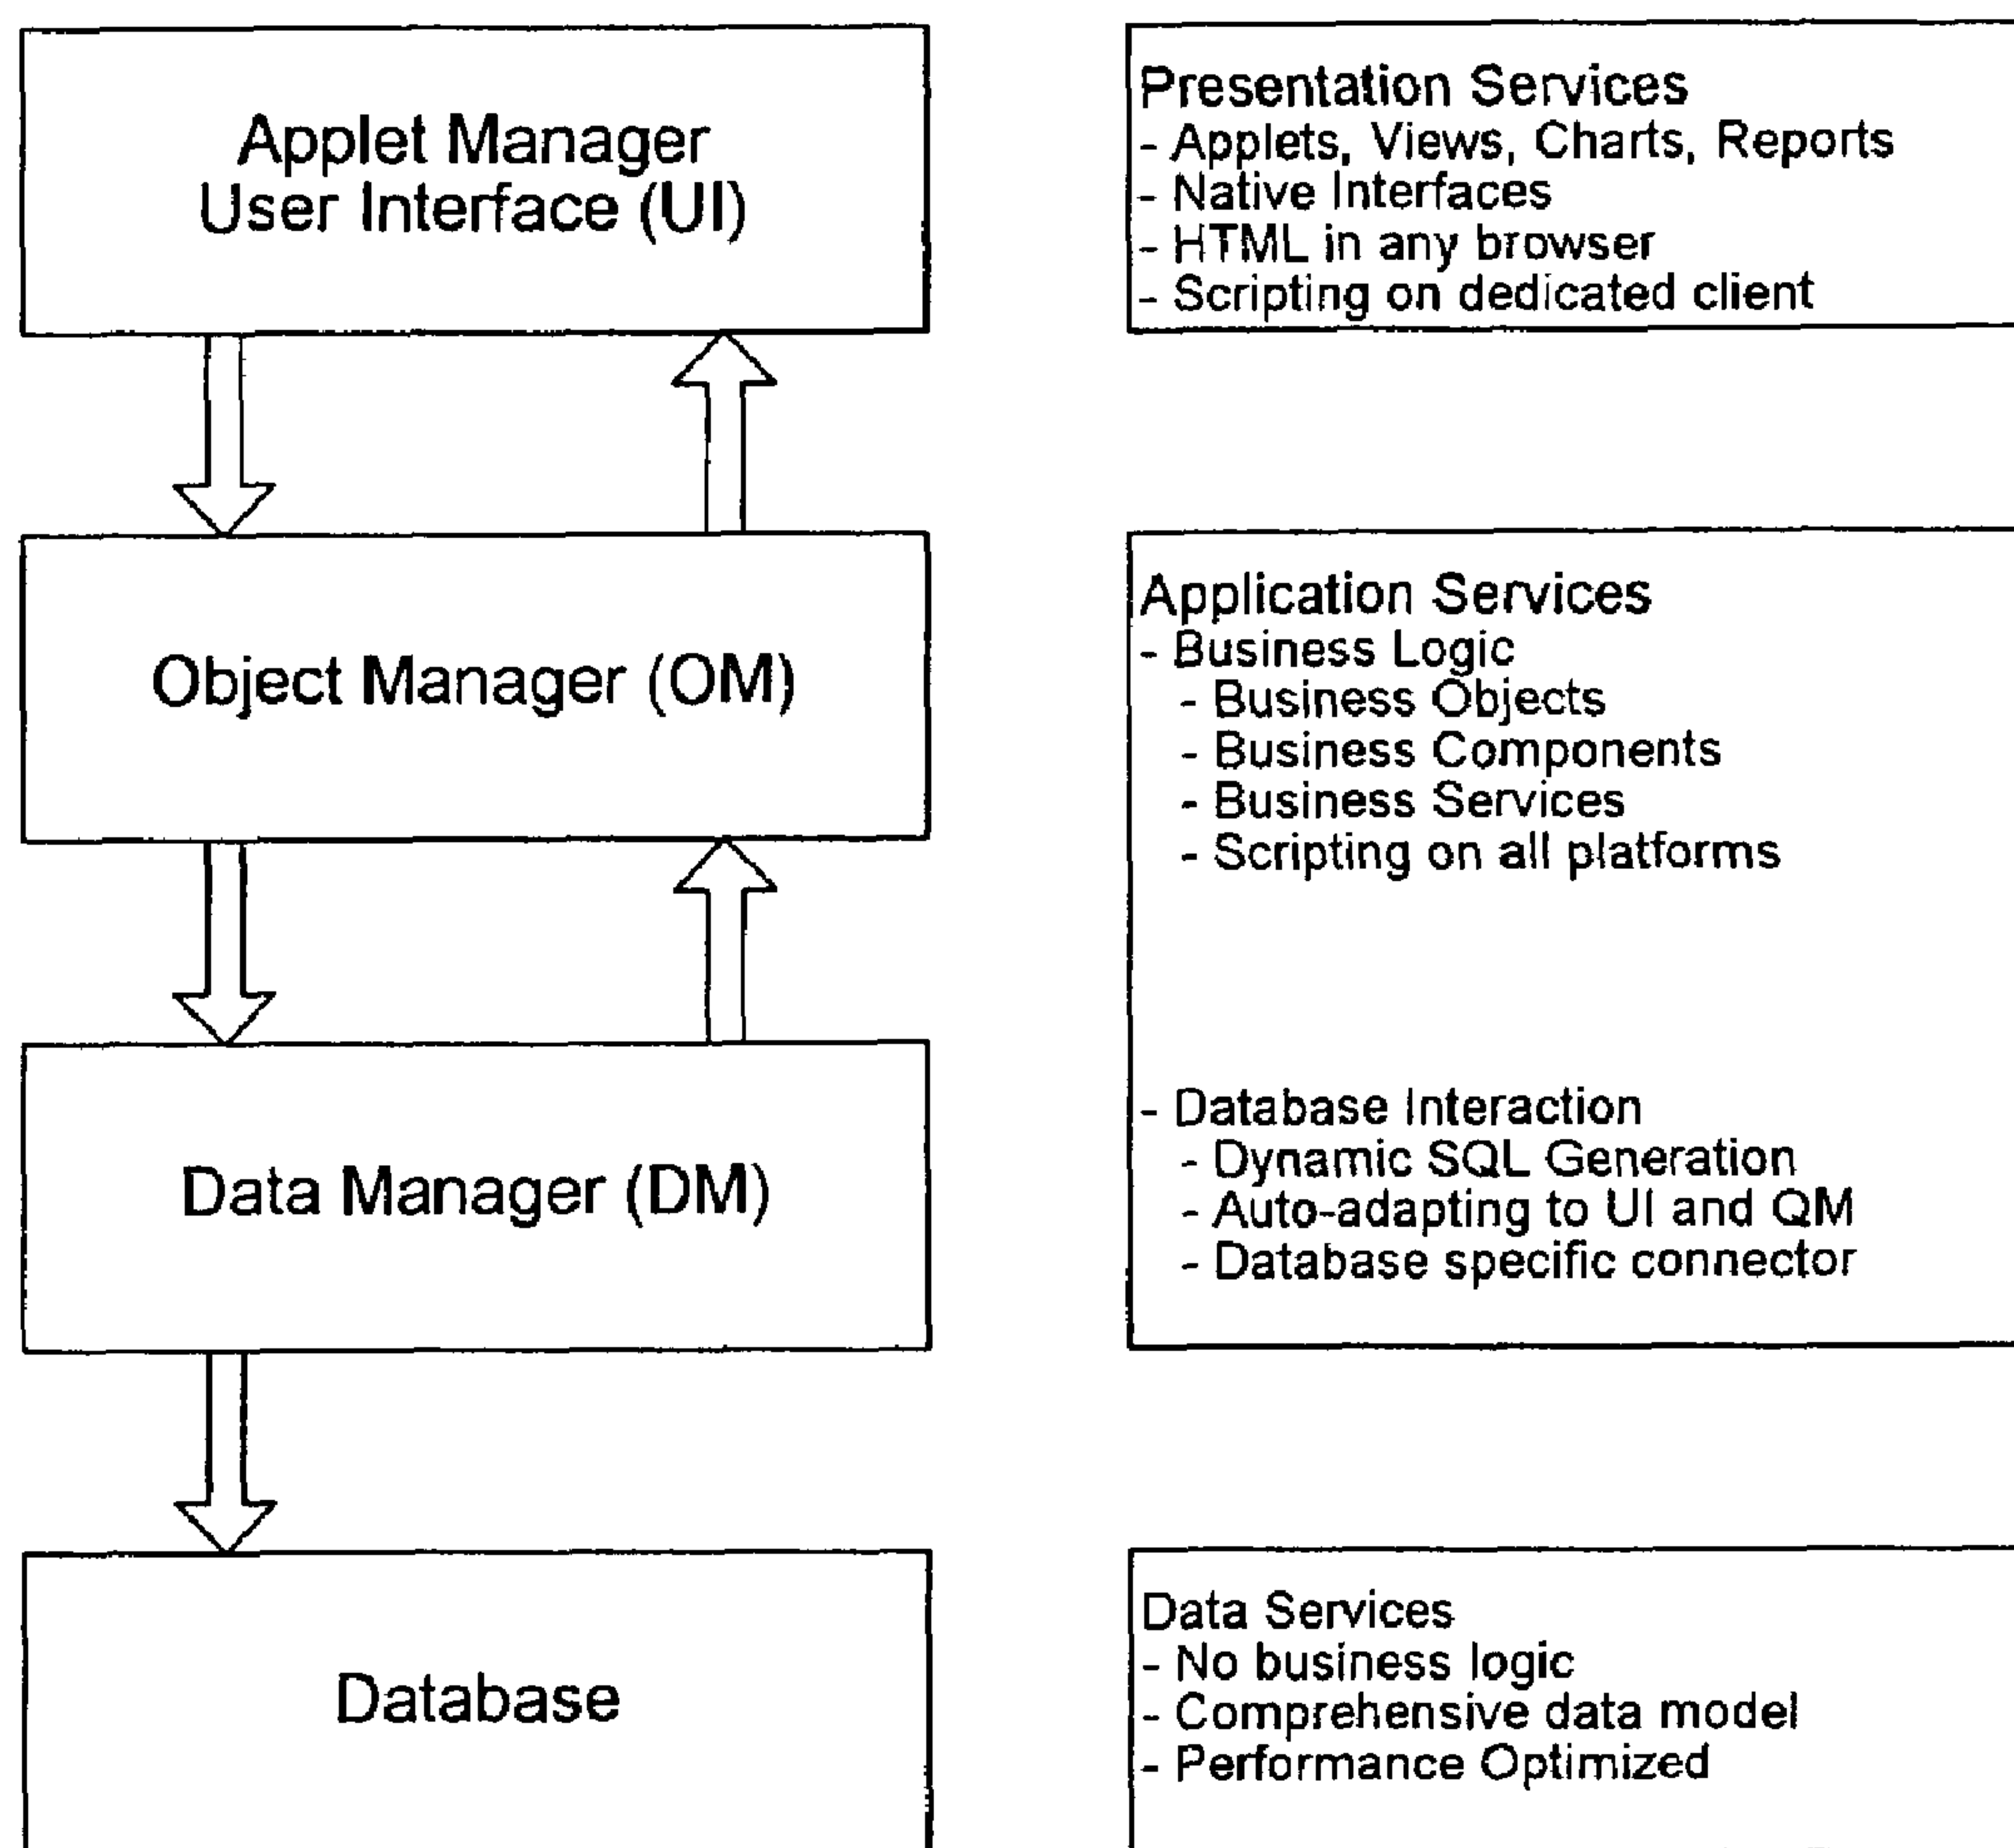 Applet Manager
User Interface (UI)
Presentation Services
- Applets, Views, Charts, Reports
- Native Interfaces
- HTML in any browser
- Scripting on dedicated client
Object Manager (OM)
Application Services
- Business Logic
- Business Objects
- Business Components
- Business Services
- Scripting on all platforms
Data Manager (DM)
- Database Interaction
- Dynamic SQL Generation
- Auto-adapting to UI and QM
- Database specific connector
Database
Data Services
- No business logic
- Comprehensive data model
- Performance Optimized